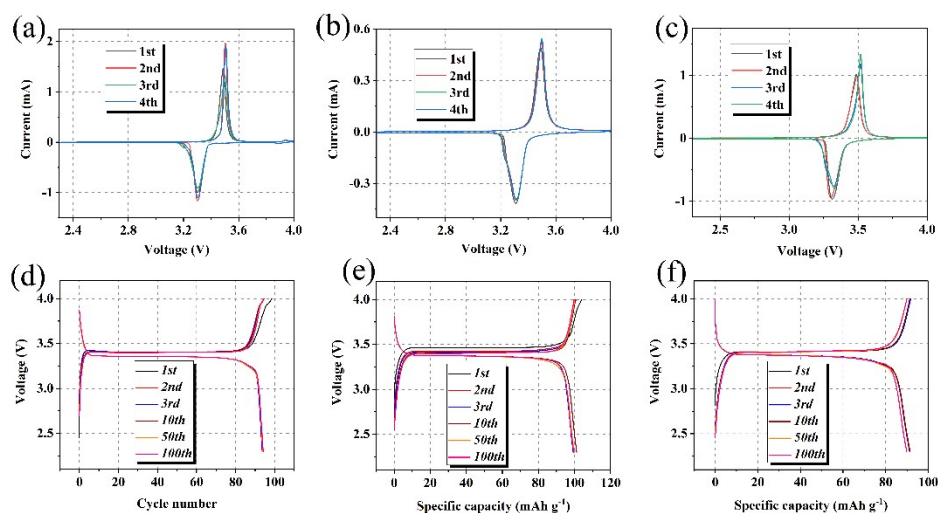 (a)
2
1
0
-1
Current (mA)
1st
2nd
3rd
4th
2.4 2.8 3.2 3.6 4.0
Voltage (V)
(b)
0.6
0.3
0.0
-0.3
Current (mA)
1st
2nd
3rd
4th
2.4 2.8 3.2 3.6 4.0
Voltage (V)
(c)
1
0
-1
Current (mA)
1st
2nd
3rd
4th
2.5 3.0 3.5 4.0
Voltage (V)
(d)
4.0
3.5
3.0
2.5
Voltage (V)
1st
2nd
3rd
10th
50th
100th
0 20 40 60 80 100
Cycle number
(e)
4.0
3.5
3.0
2.5
Voltage (V)
1st
2nd
3rd
10th
50th
100th
0 20 40 60 80 100 120
Specific capacity (mAh g⁻¹)
(f)
4.0
3.5
3.0
2.5
Voltage (V)
1st
2nd
3rd
10th
50th
100th
0 20 40 60 80 100
Specific capacity (mAh g⁻¹)